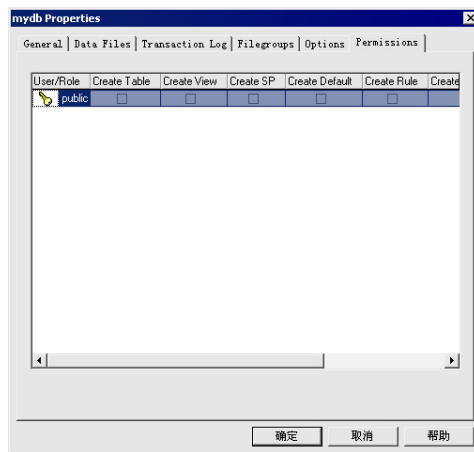 mydb Properties
General Data Files Transaction Log Filegroups Options Permissions
User/Role Create Table Create View Create SP Create Default Create Rule Create
public
确定 取消 帮助